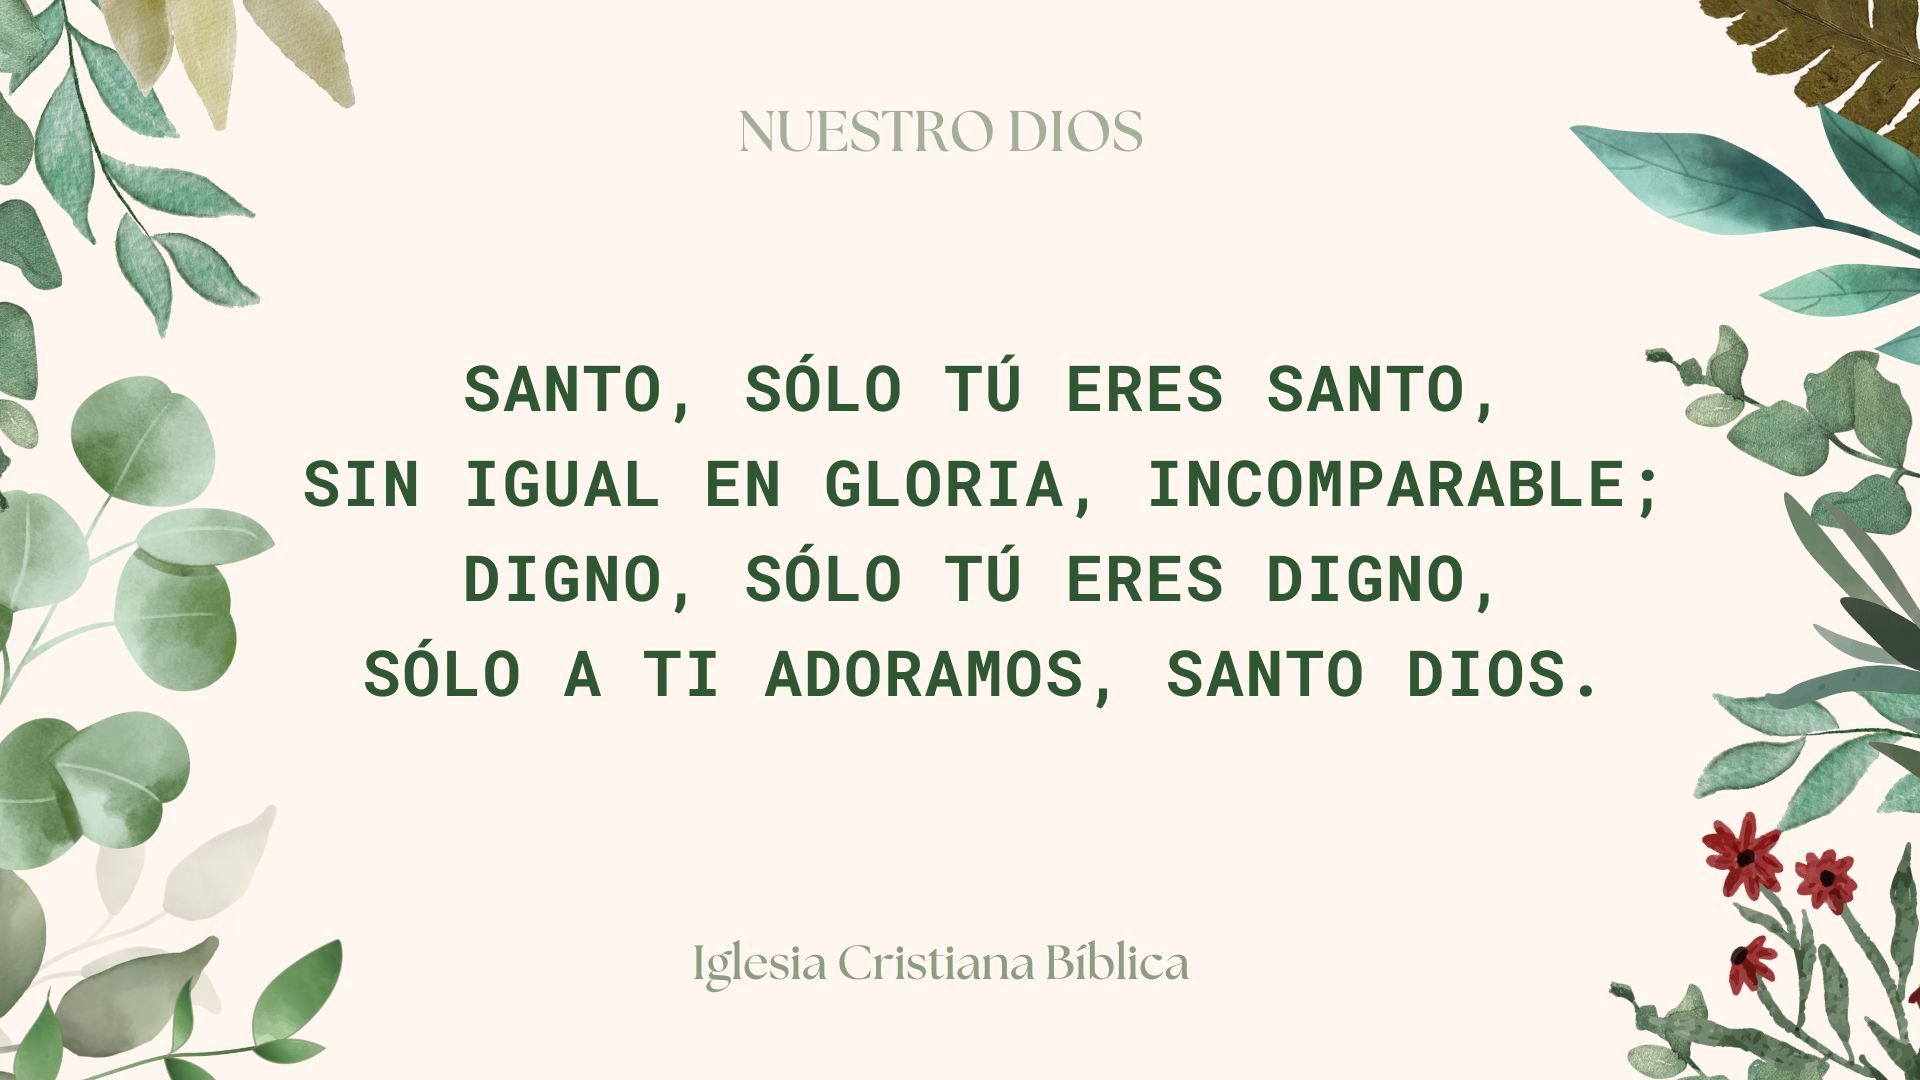 NUESTRO DIOS
SANTO, SÓLO TÚ ERES SANTO,
SIN IGUAL EN GLORIA, INCOMPARABLE;
DIGNO, SÓLO TÚ ERES DIGNO,
SÓLO A TI ADORAMOS, SANTO DIOS.
Iglesia Cristiana Bíblica